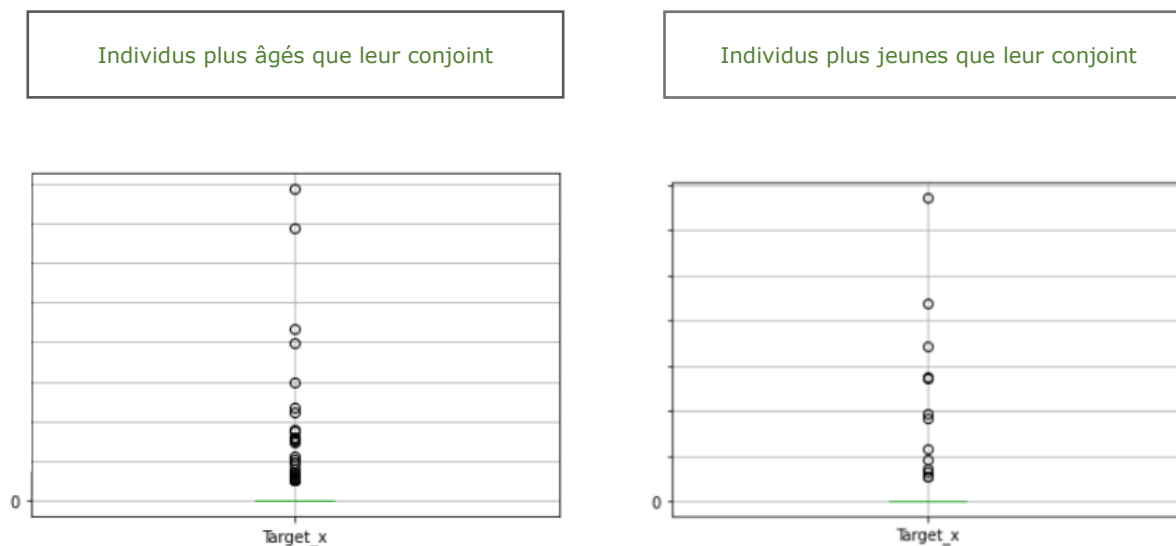 Individus plus âgés que leur conjoint
Individus plus jeunes que leur conjoint
0
Target_x
0
Target_x